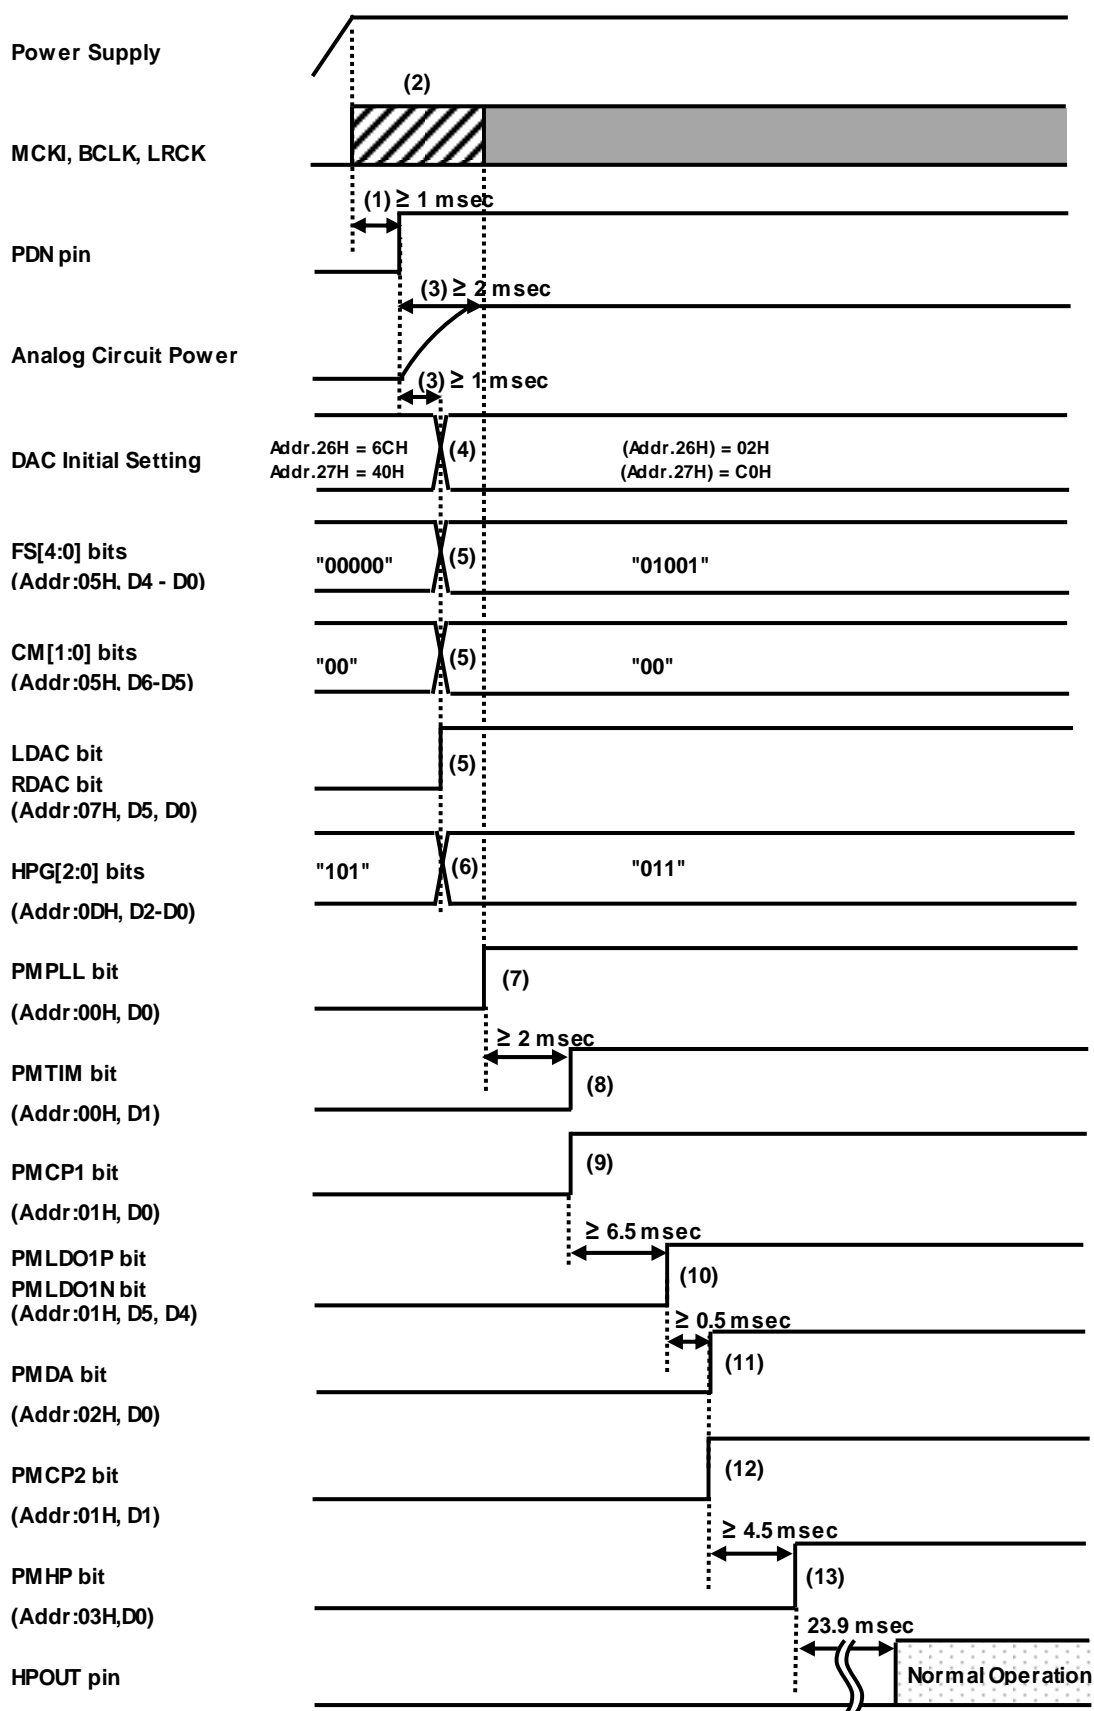 Power Supply
(2)
MCKI, BCLK, LRCK
(1) ≥ 1 msec
PDN pin
(3) ≥ 2 msec
Analog Circuit Power
(3) ≥ 1 msec
DAC Initial Setting
Addr.26H = 6CH
Addr.27H = 40H
(4)
(Addr.26H) = 02H
(Addr.27H) = C0H
FS[4:0] bits
(Addr:05H, D4 - D0)
"00000"
(5)
"01001"
CM[1:0] bits
(Addr:05H, D6-D5)
"00"
(5)
"00"
LDAC bit
RDAC bit
(Addr:07H, D5, D0)
(5)
HPG[2:0] bits
(Addr:0DH, D2-D0)
"101"
(6)
"011"
PMPLL bit
(Addr:00H, D0)
(7)
≥ 2 msec
PMTIM bit
(Addr:00H, D1)
(8)
PMCP1 bit
(Addr:01H, D0)
(9)
≥ 6.5 msec
PMLDO1P bit
PMLDO1N bit
(Addr:01H, D5, D4)
(10)
≥ 0.5 msec
PMDA bit
(Addr:02H, D0)
(11)
PMCP2 bit
(Addr:01H, D1)
(12)
≥ 4.5 msec
PMHP bit
(Addr:03H,D0)
(13)
23.9 msec
HPOUT pin
Normal Operation